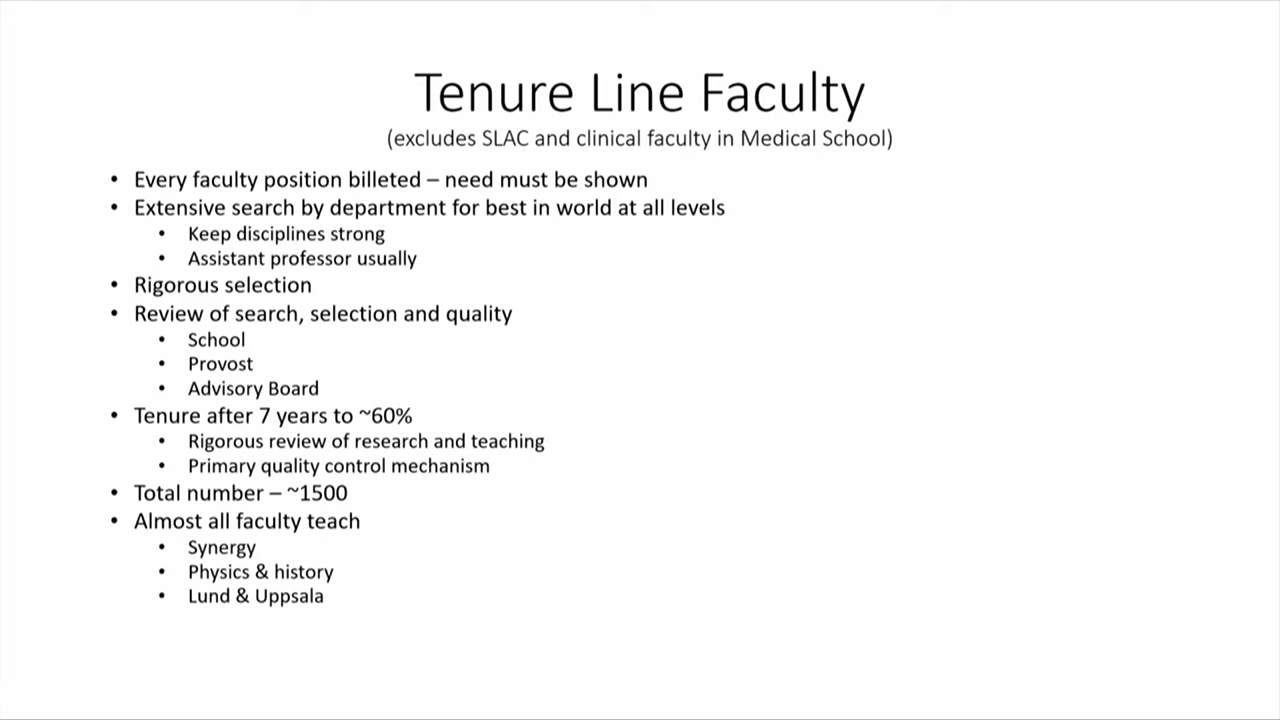 Tenure Line Faculty
(excludes SLAC and clinical faculty in Medical School)
• Every faculty position billeted – need must be shown
• Extensive search by department for best in world at all levels
• Keep disciplines strong
• Assistant professor usually
• Rigorous selection
• Review of search, selection and quality
• School
• Provost
• Advisory Board
• Tenure after 7 years to ~60%
• Rigorous review of research and teaching
• Primary quality control mechanism
• Total number – ~1500
• Almost all faculty teach
• Synergy
• Physics & history
• Lund & Uppsala